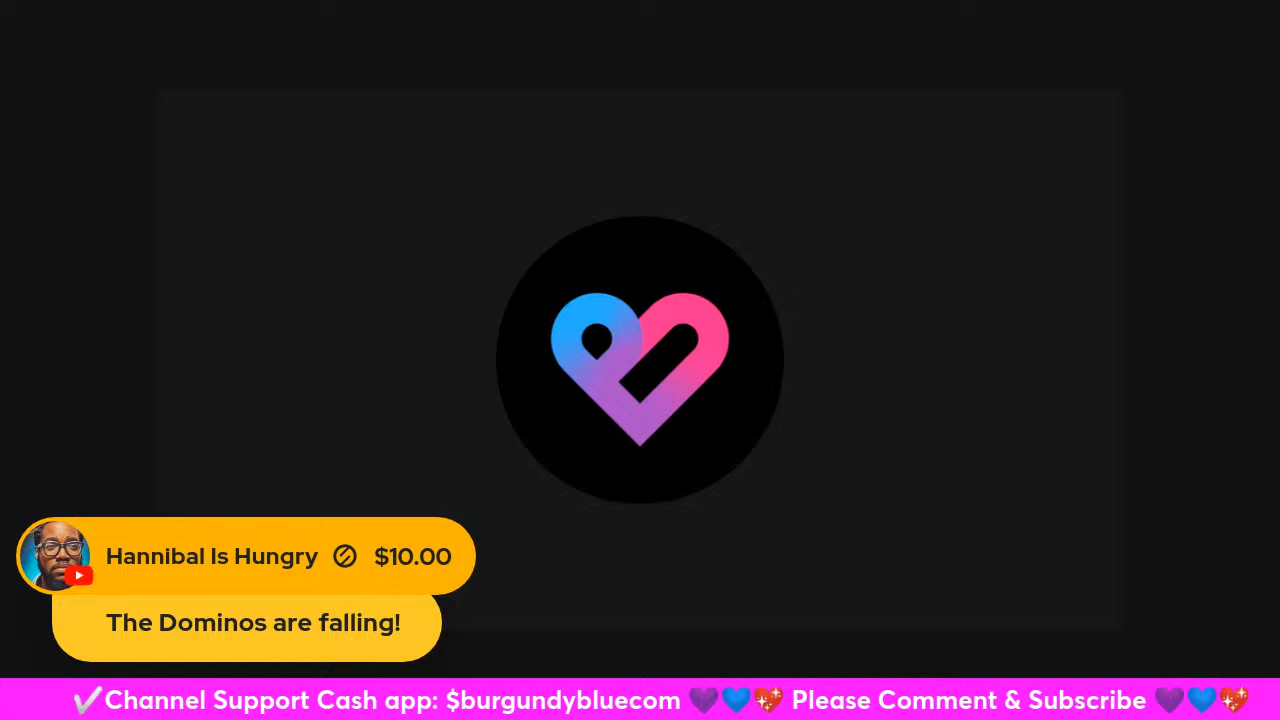 Hannibal Is Hungry $10.00
The Dominos are falling!
✔️Channel Support Cash app: $burgundybluecom 💜💙💖 Please Comment & Subscribe 💜💙💖